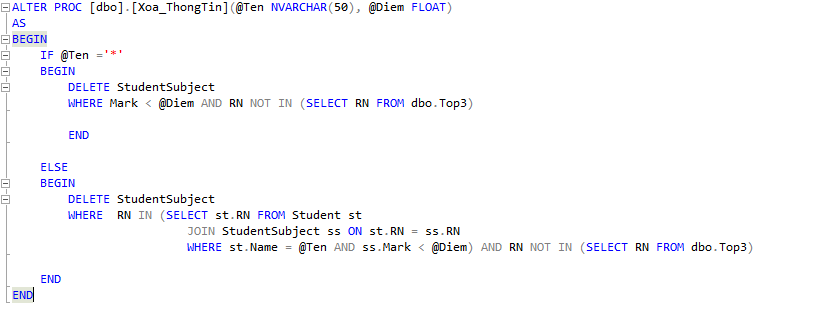 ALTER PROC [dbo].[Xoa_ThongTin](@Ten NVARCHAR(50), @Diem FLOAT)
AS
BEGIN
IF @Ten ='*'
BEGIN
DELETE StudentSubject
WHERE Mark < @Diem AND RN NOT IN (SELECT RN FROM dbo.Top3)
END
ELSE
BEGIN
DELETE StudentSubject
WHERE  RN IN (SELECT st.RN FROM Student st
JOIN StudentSubject ss ON st.RN = ss.RN
WHERE st.Name = @Ten AND ss.Mark < @Diem) AND RN NOT IN (SELECT RN FROM dbo.Top3)
END
END